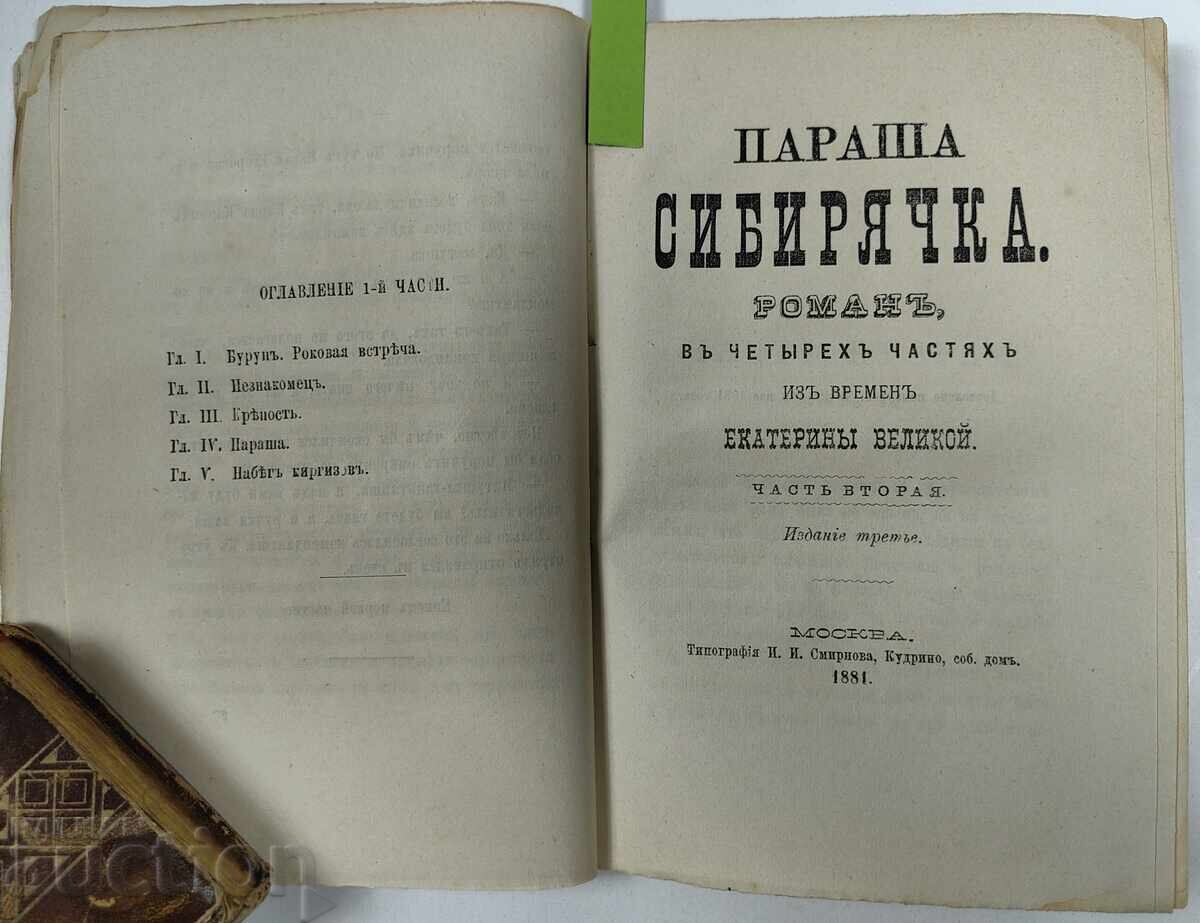 ОГЛАВЛЕНІЕ 1-й ЧАСТИ.
Гл. I. Бурунъ. Роковая встрѣча.
Гл. II. Незнакомецъ.
Гл. III. Крѣпость.
Гл. IV. Параша.
Гл. V. Набѣгъ киргизовъ.
ПАРАША
СИБИРЯЧКА.
РОМАНЪ,
ВЪ ЧЕТЫРЕХЪ ЧАСТЯХЪ
ИЗЪ ВРЕМЕНЪ
ЕКАТЕРИНЫ ВЕЛИКОЙ.
ЧАСТЬ ВТОРАЯ.
Изданіе третье.
МОСКВА.
Типографія И. И. Смирнова, Кудрино, соб. домъ.
1881.
auction